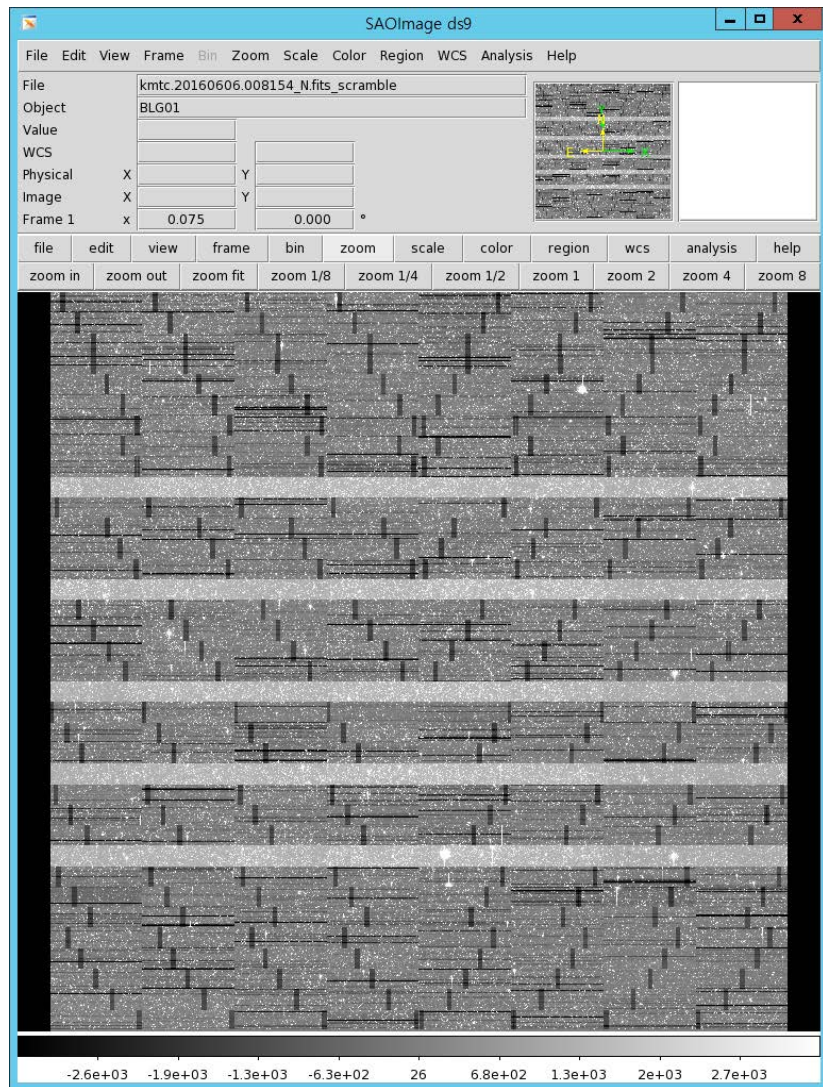 SAOImage ds9
File Edit View Frame Bin Zoom Scale Color Region WCS Analysis Help
File kmtc.20160606.008154_N.fits_scramble
Object BLG01
Value
WCS
Physical X Y
Image X Y
Frame 1 x 0.075 0.000 °
N
E
file edit view frame bin zoom scale color region wcs analysis help
zoom in zoom out zoom fit zoom 1/8 zoom 1/4 zoom 1/2 zoom 1 zoom 2 zoom 4 zoom 8
-2.6e+03 -1.9e+03 -1.3e+03 -6.3e+02 26 6.8e+02 1.3e+03 2e+03 2.7e+03